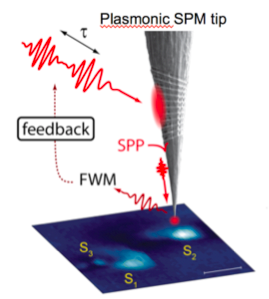 Plasmonic SPM tip
τ
feedback
SPP
FWM
S₃
S₂
S₁